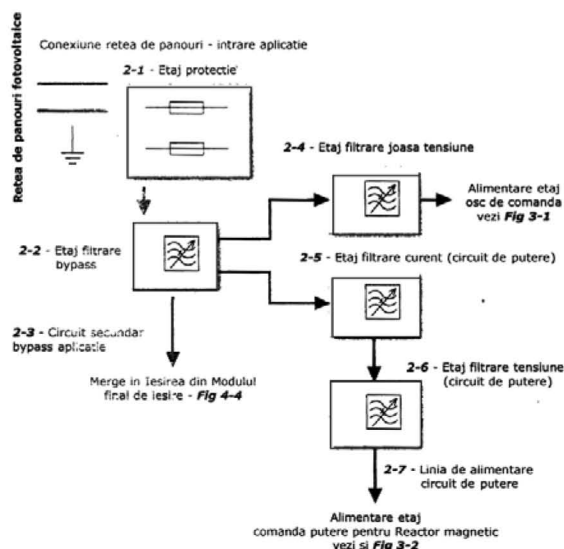 Retea de panouri fotovoltaice
Conexiune retea de panouri - intrare aplicatie
2-1 - Etaj protectie
2-4 - Etaj filtrare joasa tensiune
Alimentare etaj
osc de comanda
vezi Fig 3-1
2-2 - Etaj filtrare
bypass
2-5 - Etaj filtrare curent (circuit de putere)
2-3 - Circuit secundar
bypass aplicatie
Merge in Iesirea din Modulul
final de iesire - Fig 4-4
2-6 - Etaj filtrare tensiune
(circuit de putere)
2-7 - Linia de alimentare
circuit de putere
Alimentare etaj
comanda putere pentru Reactor magnetic
vezi si Fig 3-2